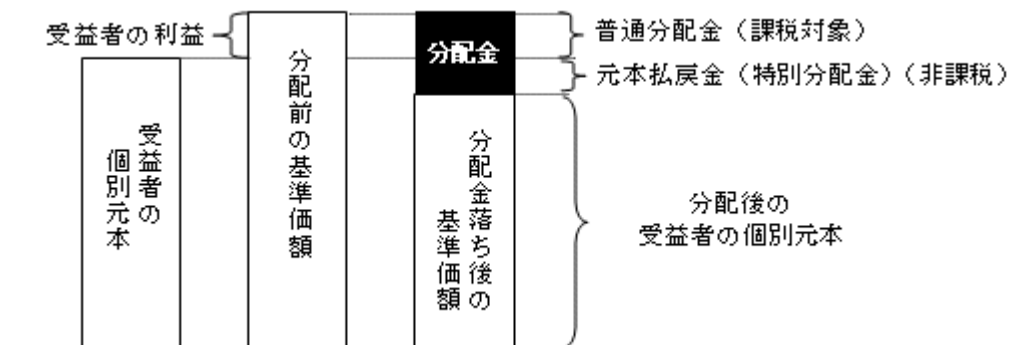 受益者の利益
普通分配金（課税対象）
分配金
元本払戻金（特別分配金）（非課税）
受益者の
個別元本
分配前の基準価額
分配金落ち後の
基準価額
分配後の
受益者の個別元本